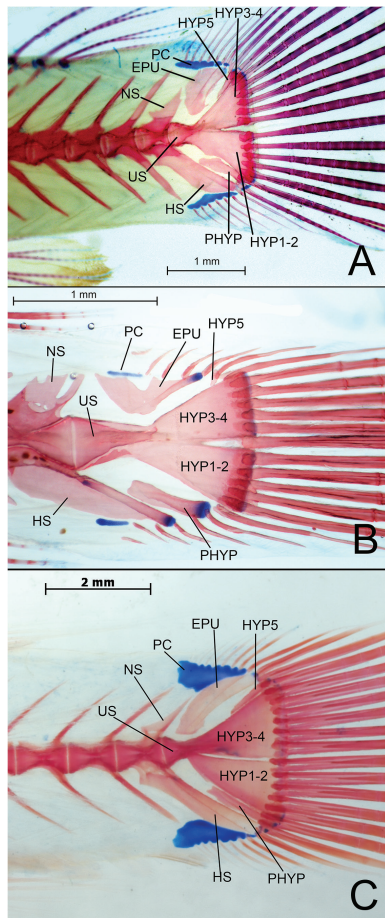 HYP3-4
HYP5
PC
EPU
NS
US
HS
PHYP
HYP1-2
1 mm
A
1 mm
PC
EPU
HYP5
NS
US
HYP3-4
HYP1-2
HS
PHYP
B
2 mm
EPU
HYP5
PC
NS
US
HYP3-4
HYP1-2
HS
PHYP
C